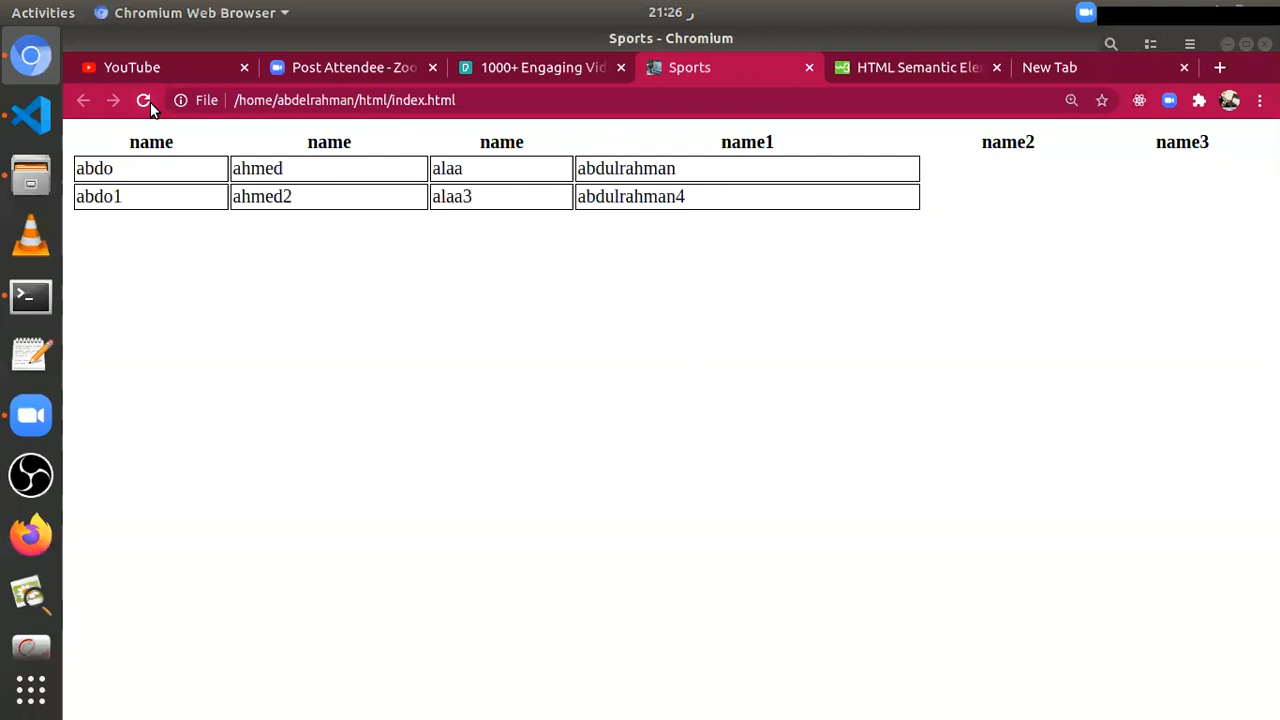 Activities Chromium Web Browser 21:26 ر
Sports - Chromium
YouTube Post Attendee - Zoo 1000+ Engaging Vid Sports HTML Semantic Ele New Tab
File /home/abdelrahman/html/index.html
name name name name1 name2 name3
abdo ahmed alaa abdulrahman
abdo1 ahmed2 alaa3 abdulrahman4